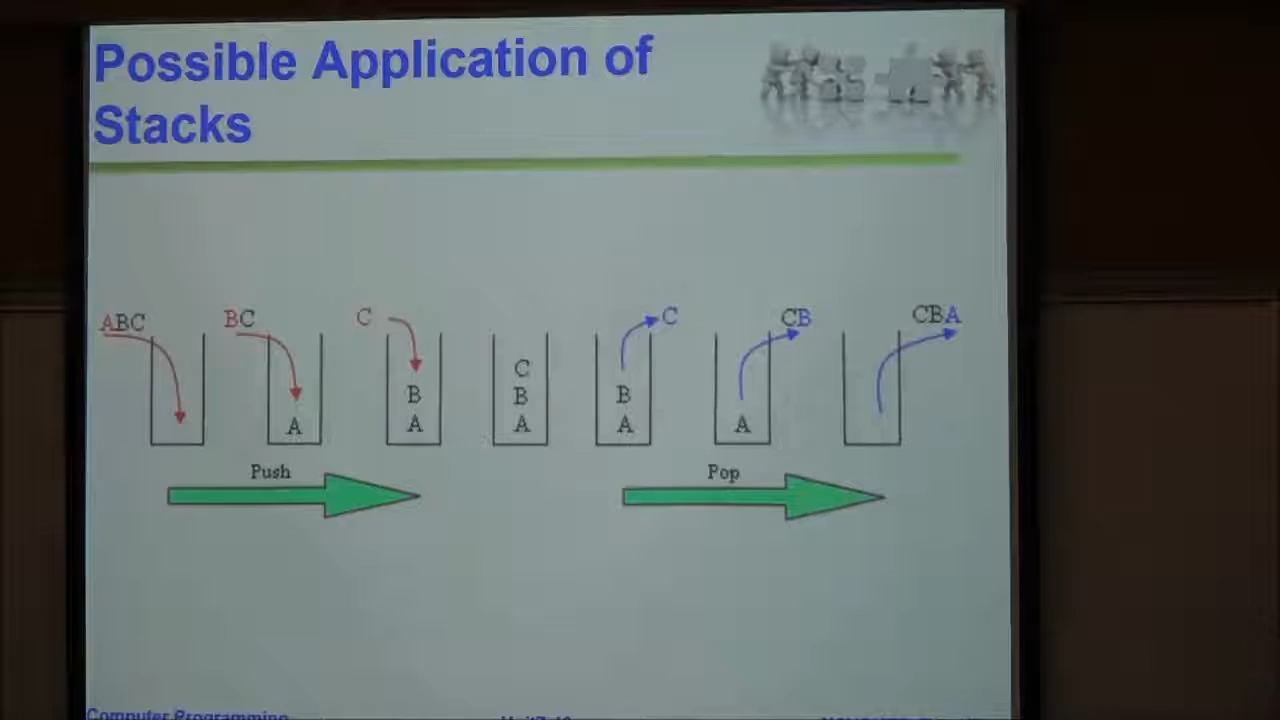 Possible Application of
Stacks
ABC
BC
C
C
CB
CBA
A
B
A
C
B
A
B
A
A
Push
Pop
Computer Programming